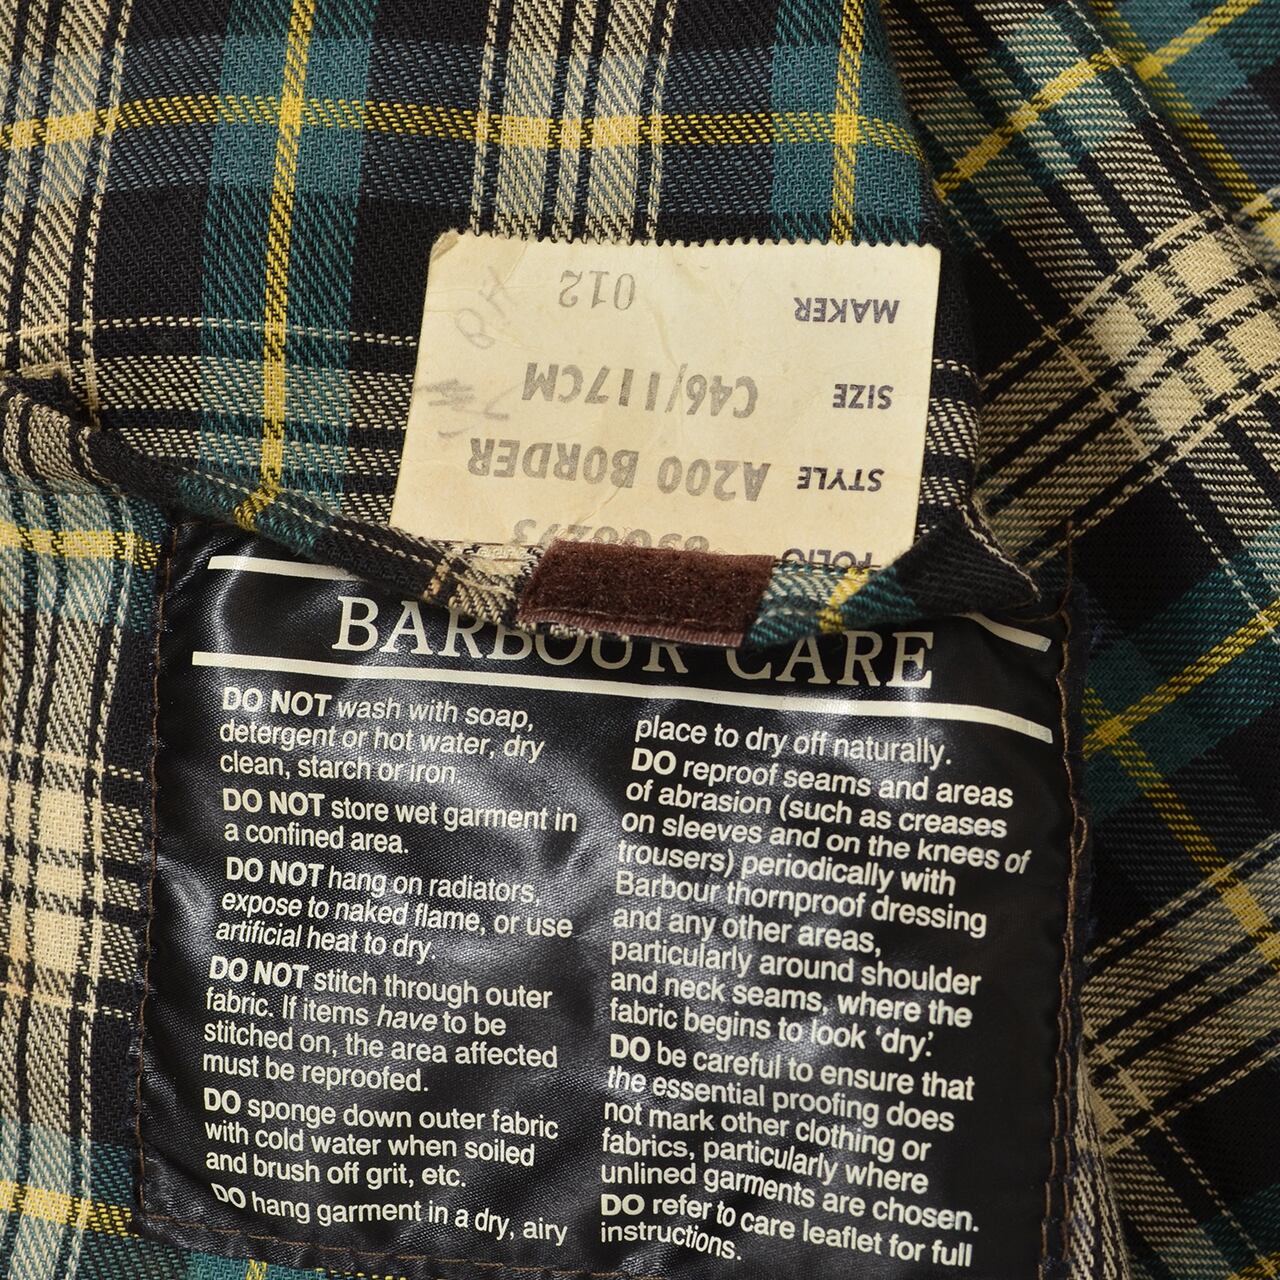 MAKER 012
SIZE C46/117CM
STYLE A200 BORDER
FOLIO
BARBOUR CARE
DO NOT wash with soap,
detergent or hot water, dry
clean, starch or iron.
DO NOT store wet garment in
a confined area.
DO NOT hang on radiators,
expose to naked flame, or use
artificial heat to dry.
DO NOT stitch through outer
fabric. If items have to be
stitched on, the area affected
must be reproofed.
DO sponge down outer fabric
with cold water when soiled
and brush off grit, etc.
DO hang garment in a dry, airy
place to dry off naturally.
DO reproof seams and areas
of abrasion (such as creases
on sleeves and on the knees of
trousers) periodically with
Barbour thornproof dressing
and any other areas,
particularly around shoulder
and neck seams, where the
fabric begins to look ‘dry’.
DO be careful to ensure that
the essential proofing does
not mark other clothing or
fabrics, particularly where
unlined garments are chosen.
DO refer to care leaflet for full
instructions.